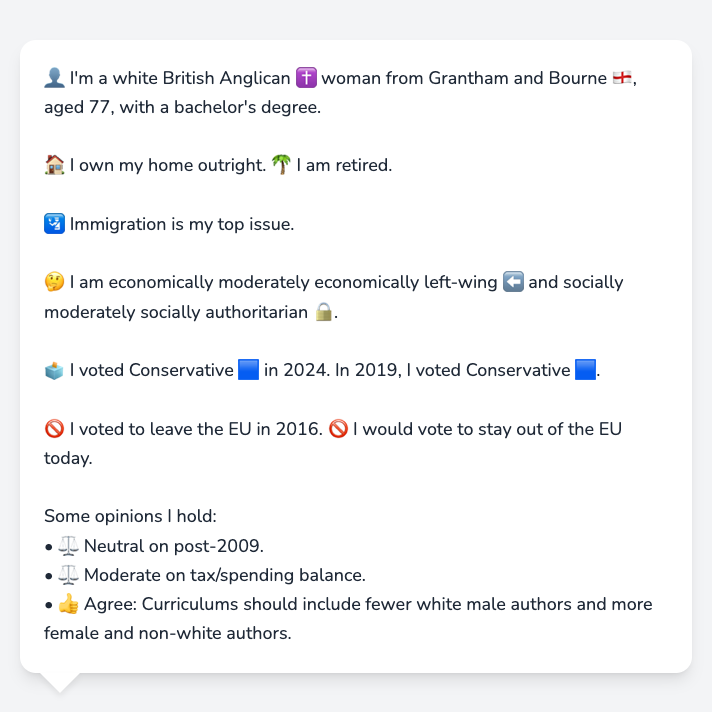 👤 I'm a white British Anglican ✝️ woman from Grantham and Bourne 🏴󠁧󠁢󠁥󠁮󠁧󠁿,
aged 77, with a bachelor's degree.
🏠 I own my home outright. 🌴 I am retired.
🛂 Immigration is my top issue.
🤔 I am economically moderately economically left-wing ⬅️ and socially
moderately socially authoritarian 🔒.
🗳️ I voted Conservative 🟦 in 2024. In 2019, I voted Conservative 🟦.
🚫 I voted to leave the EU in 2016. 🚫 I would vote to stay out of the EU
today.
Some opinions I hold:
• ⚖️ Neutral on post-2009.
• ⚖️ Moderate on tax/spending balance.
• 👍 Agree: Curriculums should include fewer white male authors and more
female and non-white authors.